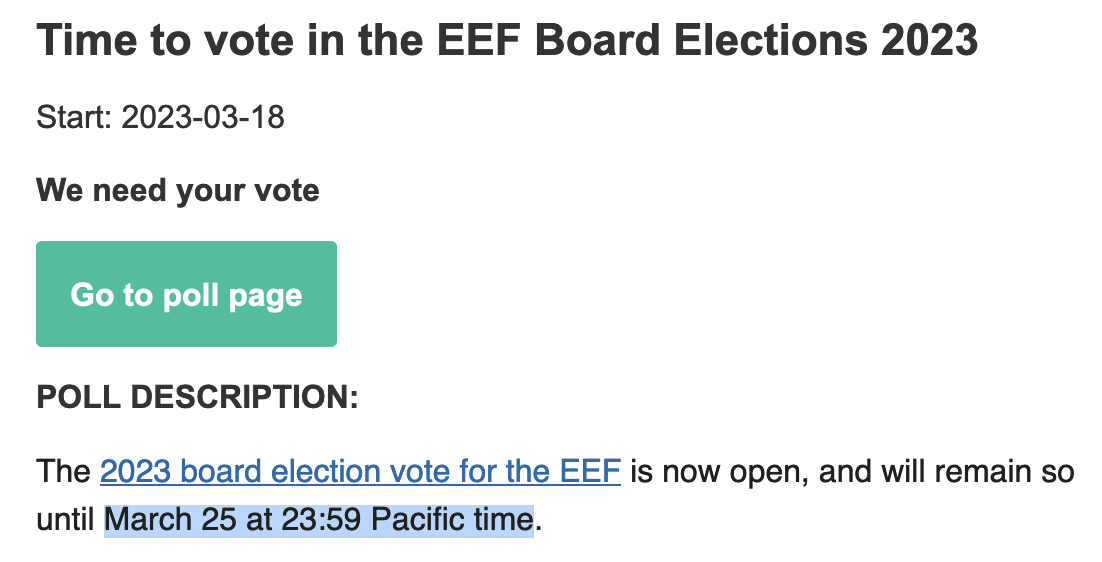 Time to vote in the EEF Board Elections 2023
Start: 2023-03-18
We need your vote
Go to poll page
POLL DESCRIPTION:
The 2023 board election vote for the EEF is now open, and will remain so
until March 25 at 23:59 Pacific time.